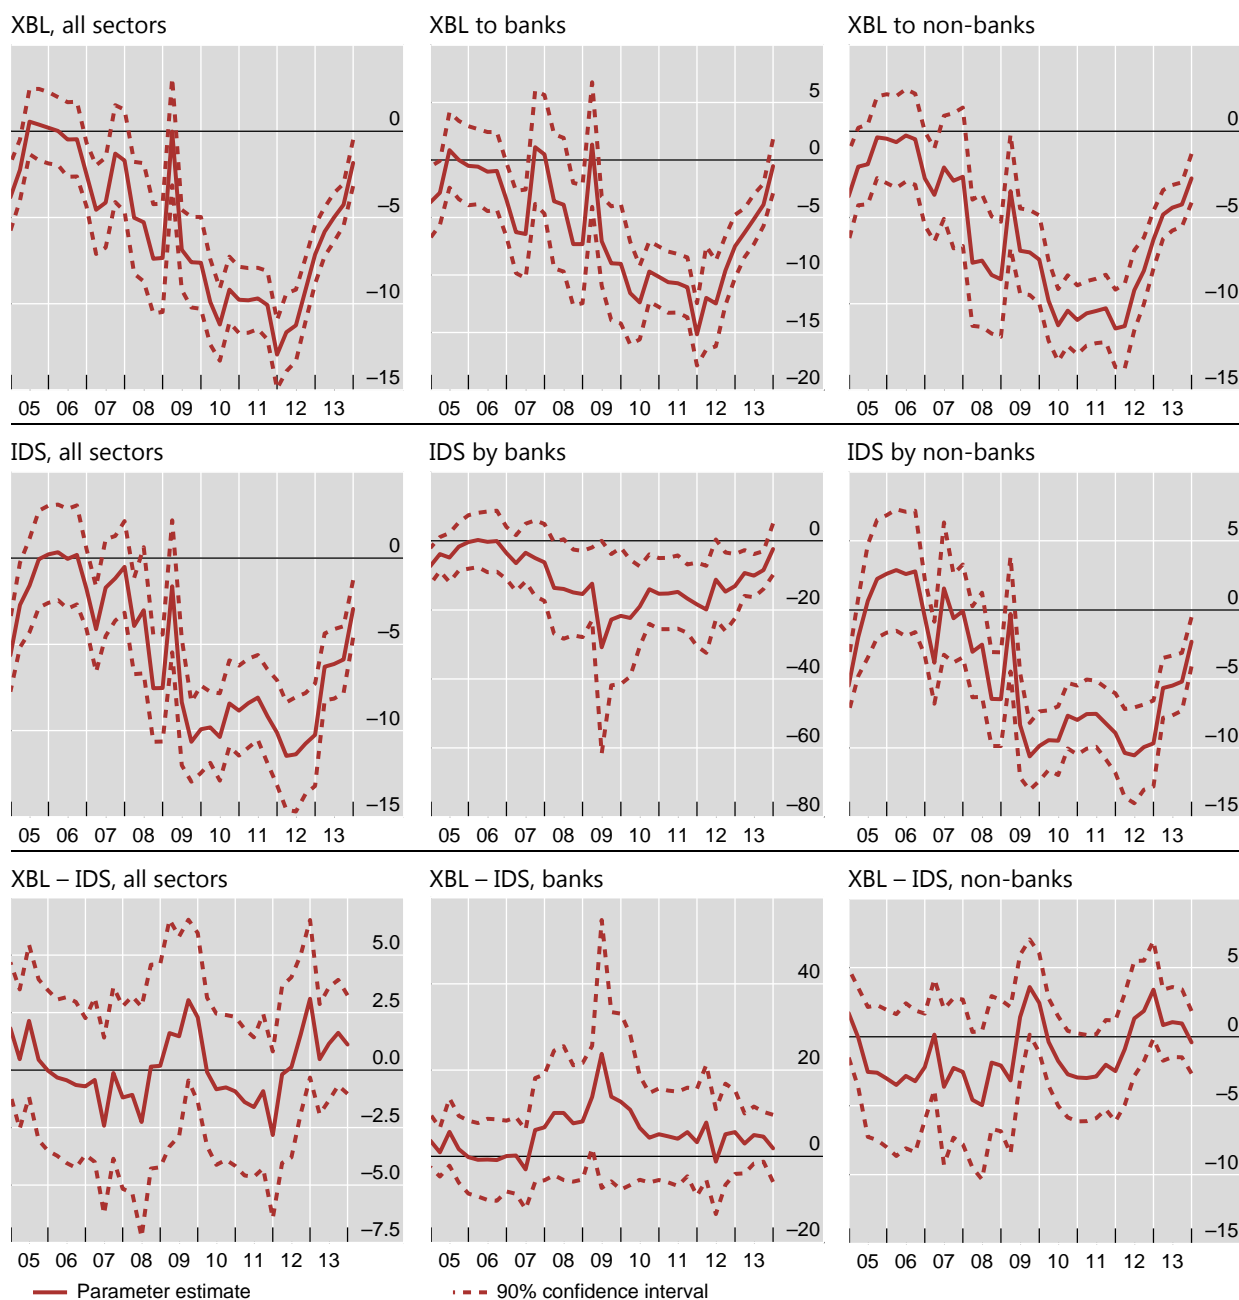 XBL, all sectors XBL to banks XBL to non-banks
0 –5 –10 –15
5 0 –5 –10 –15 –20
0 –5 –10 –15
05 06 07 08 09 10 11 12 13 05 06 07 08 09 10 11 12 13 05 06 07 08 09 10 11 12 13
IDS, all sectors IDS by banks IDS by non-banks
0 –5 –10 –15
0 –20 –40 –60 –80
5 0 –5 –10 –15
05 06 07 08 09 10 11 12 13 05 06 07 08 09 10 11 12 13 05 06 07 08 09 10 11 12 13
XBL – IDS, all sectors XBL – IDS, banks XBL – IDS, non-banks
5.0 2.5 0.0 –2.5 –5.0 –7.5
40 20 0 –20
5 0 –5 –10 –15
05 06 07 08 09 10 11 12 13 05 06 07 08 09 10 11 12 13 05 06 07 08 09 10 11 12 13
Parameter estimate 90% confidence interval